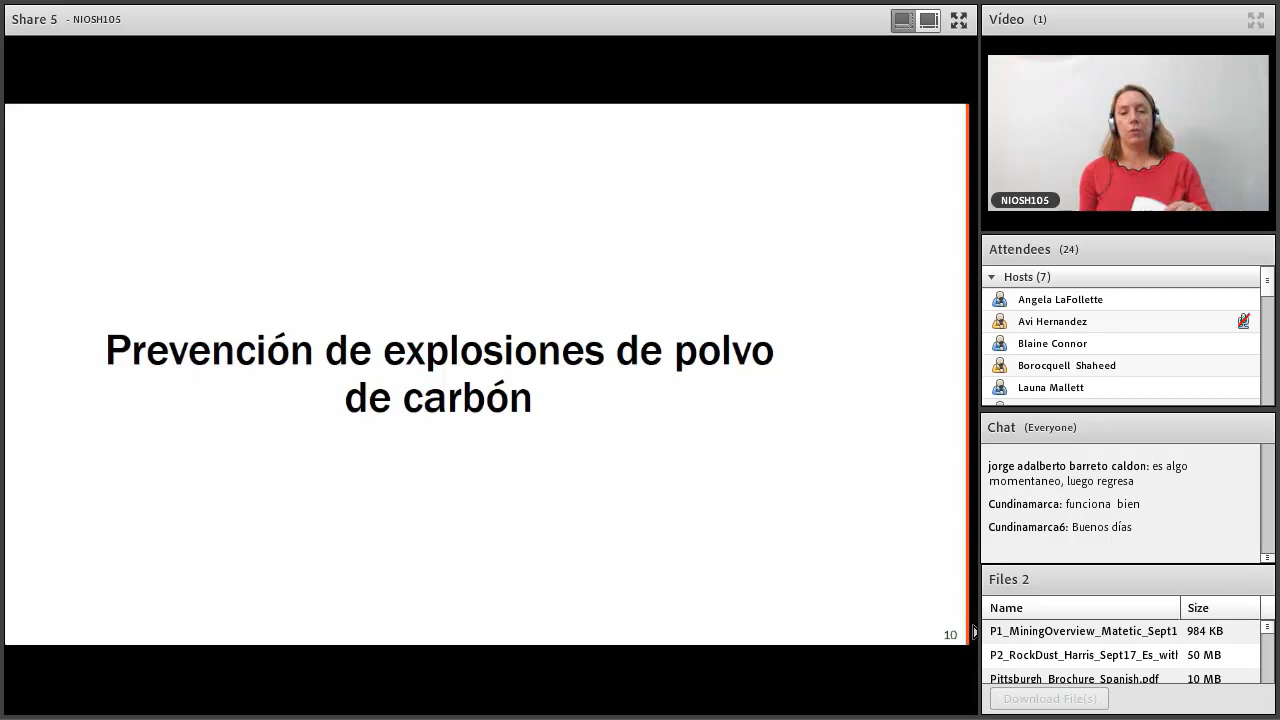 Share 5 - NIOSH105
Prevención de explosiones de polvo
de carbón
10
Vídeo (1)
NIOSH105
Attendees (24)
Hosts (7)
Angela LaFollette
Avi Hernandez
Blaine Connor
Borocquell Shaheed
Launa Mallett
Chat (Everyone)
jorge adalberto barreto caldon: es algo
momentaneo, luego regresa
Cundinamarca: funciona bien
Cundinamarca6: Buenos días
Files 2
Name Size
P1_MiningOverview_Matetic_Sept1 984 KB
P2_RockDust_Harris_Sept17_Es_with 50 MB
Pittsburgh_Brochure_Spanish.pdf 10 MB
Download File(s)